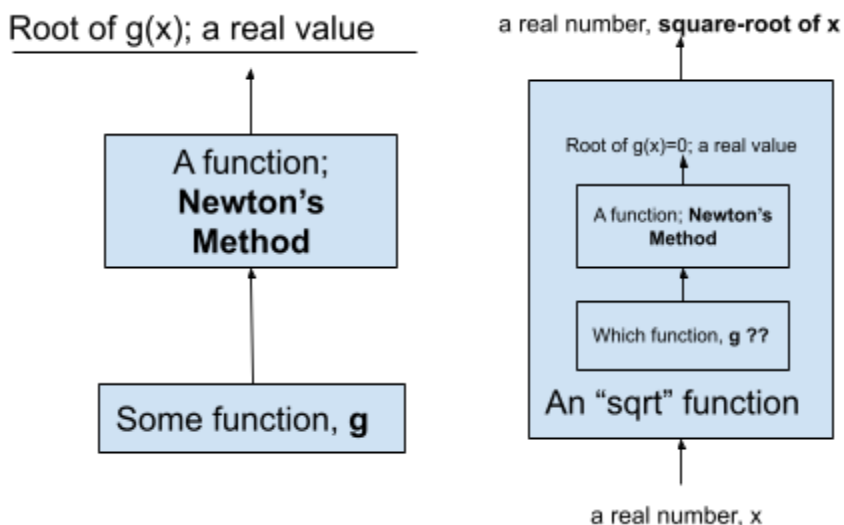 Root of g(x); a real value
A function;
Newton’s
Method
Some function, g
a real number, square-root of x
Root of g(x)=0; a real value
A function; Newton’s
Method
Which function, g ??
An “sqrt” function
a real number, x